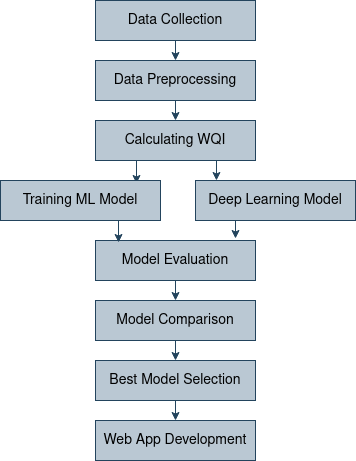 Data Collection
Data Preprocessing
Calculating WQI
Training ML Model
Deep Learning Model
Model Evaluation
Model Comparison
Best Model Selection
Web App Development